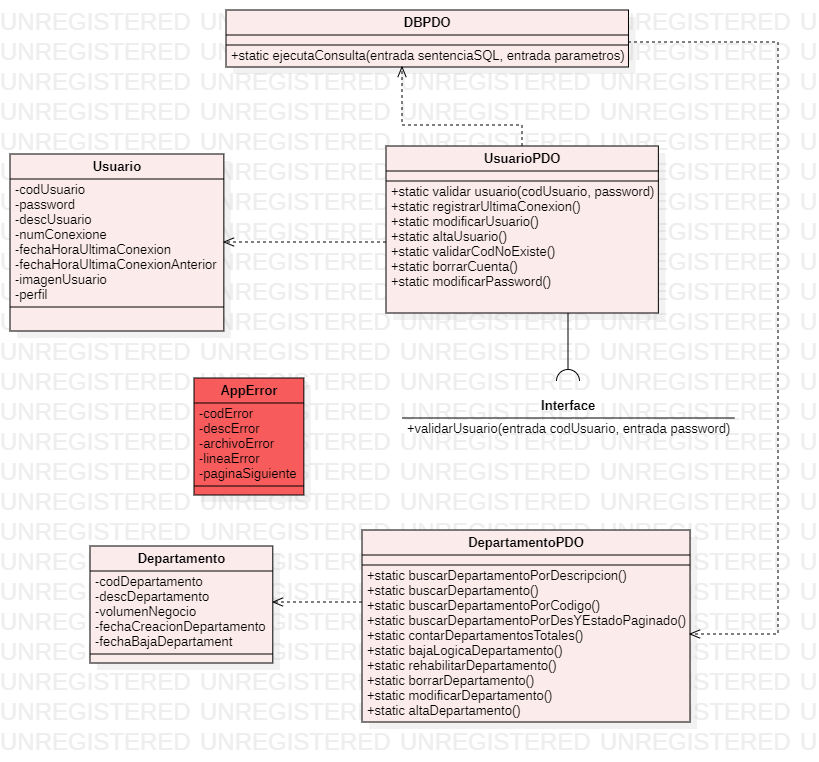 DBPDO
+static ejecutaConsulta(entrada sentenciaSQL, entrada parametros)
Usuario
-codUsuario
-password
-descUsuario
-numConexione
-fechaHoraUltimaConexion
-fechaHoraUltimaConexionAnterior
-imagenUsuario
-perfil
UsuarioPDO
+static validar usuario(codUsuario, password)
+static registrarUltimaConexion()
+static modificarUsuario()
+static altaUsuario()
+static validarCodNoExiste()
+static borrarCuenta()
+static modificarPassword()
AppError
-codError
-descError
-archivoError
-lineaError
-paginaSiguiente
Interface
+validarUsuario(entrada codUsuario, entrada password)
Departamento
-codDepartamento
-descDepartamento
-volumenNegocio
-fechaCreacionDepartamento
-fechaBajaDepartament
DepartamentoPDO
+static buscarDepartamentoPorDescripcion()
+static buscarDepartamento()
+static buscarDepartamentoPorCodigo()
+static buscarDepartamentoPorDesYEstadoPaginado()
+static contarDepartamentosTotales()
+static bajaLogicaDepartamento()
+static rehabilitarDepartamento()
+static borrarDepartamento()
+static modificarDepartamento()
+static altaDepartamento()
UNREGISTERED